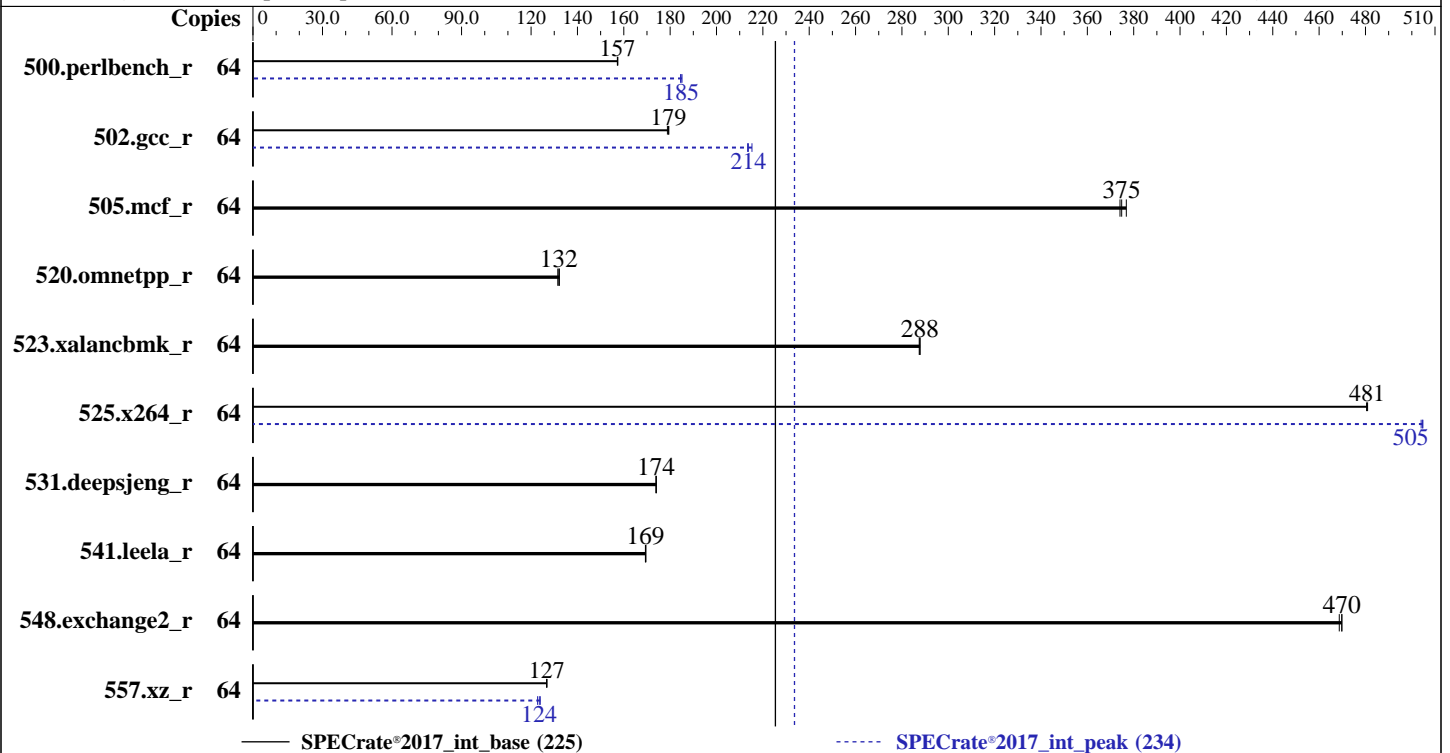 Copies 0 30.0 60.0 90.0 120 140 160 180 200 220 240 260 280 300 320 340 360 380 400 420 440 460 480 510
157
500.perlbench_r 64
185
179
502.gcc_r 64
214
375
505.mcf_r 64
132
520.omnetpp_r 64
288
523.xalancbmk_r 64
481
525.x264_r 64
505
174
531.deepsjeng_r 64
169
541.leela_r 64
470
548.exchange2_r 64
127
557.xz_r 64
124
SPECrate®2017_int_base (225) SPECrate®2017_int_peak (234)